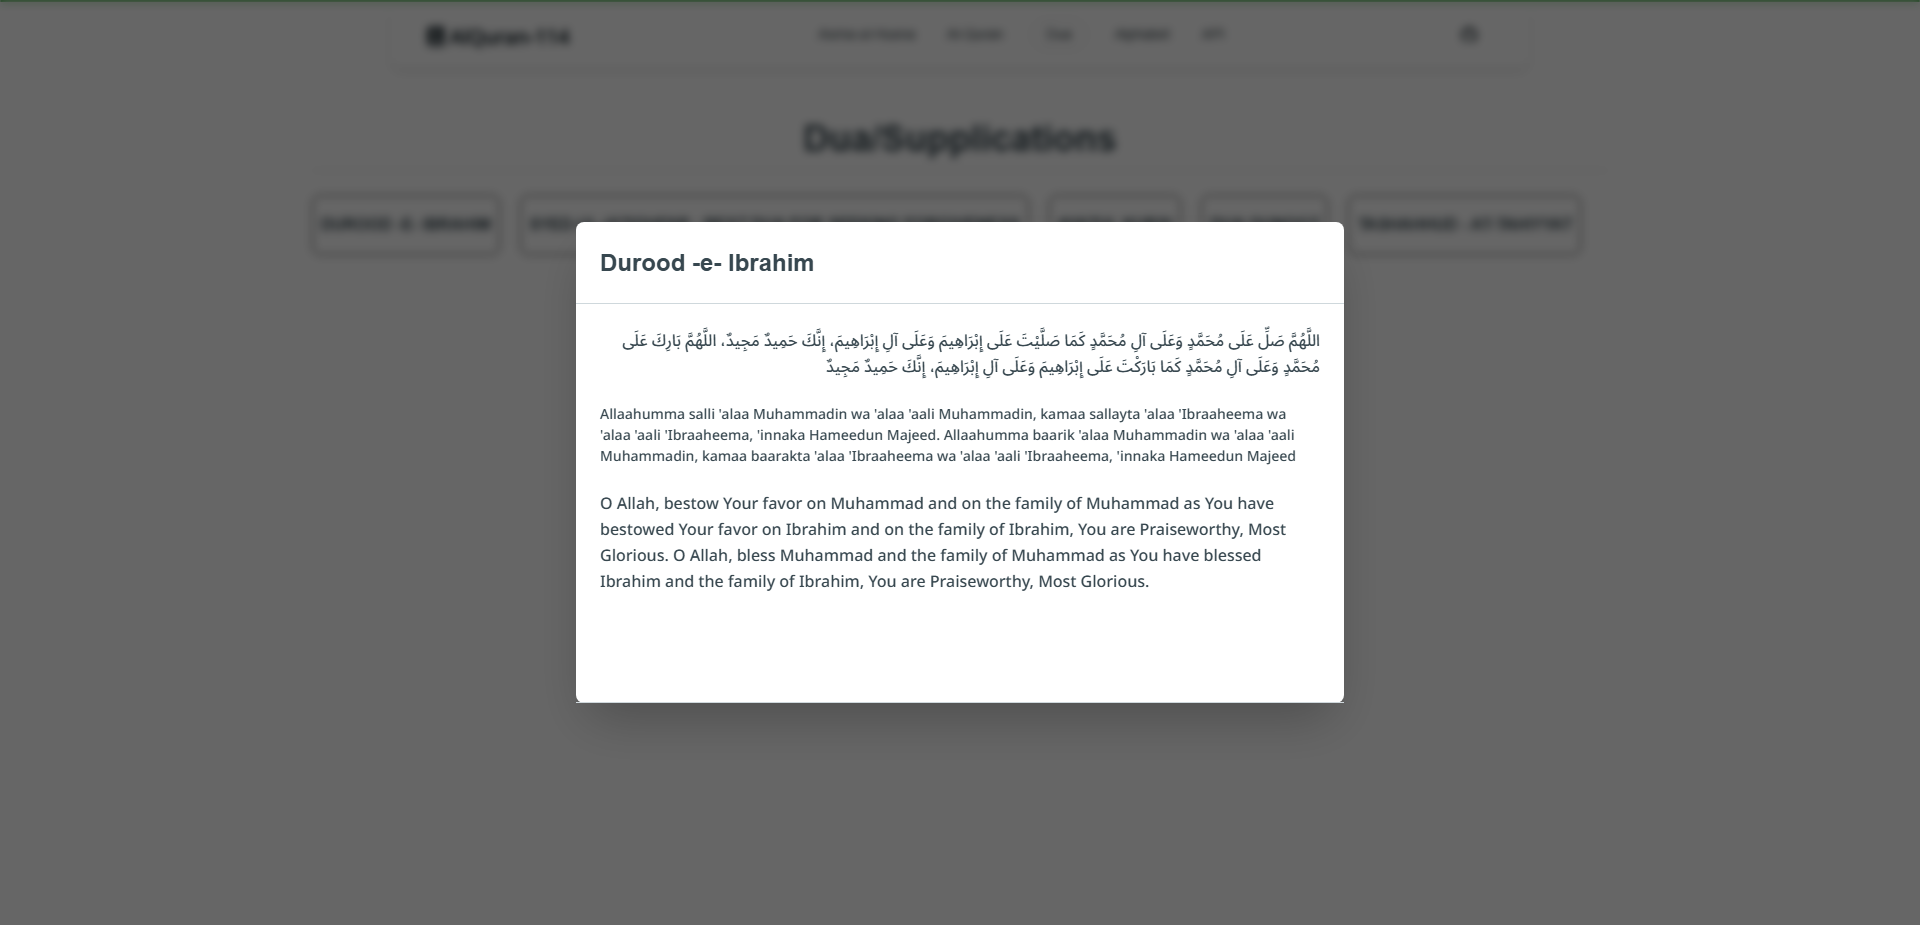 AlQuran-114
Dua
Alphabet
API
Dua/Supplications
DUROOD -E- IBRAHIM
Durood -e- Ibrahim
اللَّهُمَّ صَلِّ عَلَى مُحَمَّدٍ وَعَلَى آلِ مُحَمَّدٍ كَمَا صَلَّيْتَ عَلَى إِبْرَاهِيمَ وَعَلَى آلِ إِبْرَاهِيمَ، إِنَّكَ حَمِيدٌ مَجِيدٌ، اللَّهُمَّ بَارِكَ عَلَى
مُحَمَّدٍ وَعَلَى آلِ مُحَمَّدٍ كَمَا بَارَكْتَ عَلَى إِبْرَاهِيمَ وَعَلَى آلِ إِبْرَاهِيمَ، إِنَّكَ حَمِيدٌ مَجِيدٌ
Allaahumma salli 'alaa Muhammadin wa 'alaa 'aali Muhammadin, kamaa sallayta 'alaa 'Ibraaheema wa
'alaa 'aali 'Ibraaheema, 'innaka Hameedun Majeed. Allaahumma baarik 'alaa Muhammadin wa 'alaa 'aali
Muhammadin, kamaa baarakta 'alaa 'Ibraaheema wa 'alaa 'aali 'Ibraaheema, 'innaka Hameedun Majeed
O Allah, bestow Your favor on Muhammad and on the family of Muhammad as You have
bestowed Your favor on Ibrahim and on the family of Ibrahim, You are Praiseworthy, Most
Glorious. O Allah, bless Muhammad and the family of Muhammad as You have blessed
Ibrahim and the family of Ibrahim, You are Praiseworthy, Most Glorious.